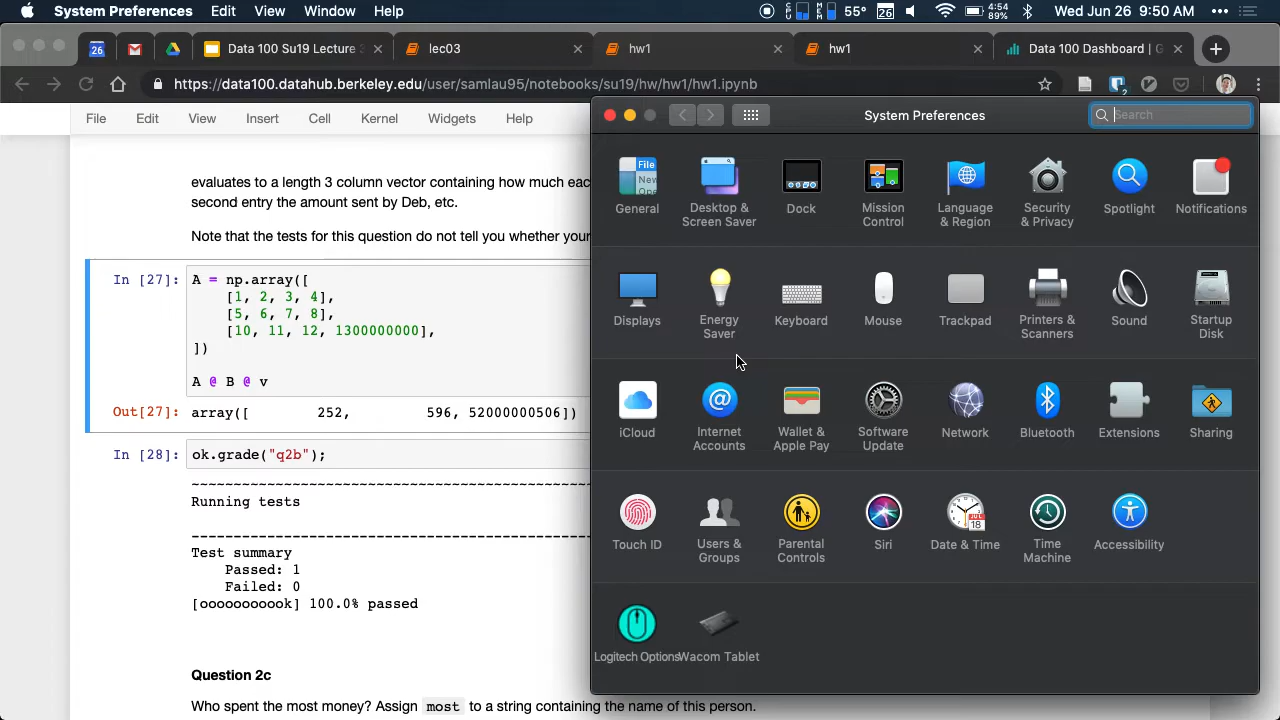 System Preferences Edit View Window Help 55° 26 4:54 89% Wed Jun 26 9:50 AM
26 Data 100 Su19 Lecture lec03 hw1 hw1 Data 100 Dashboard | G
https://data100.datahub.berkeley.edu/user/samlau95/notebooks/su19/hw/hw1/hw1.ipynb
File Edit View Insert Cell Kernel Widgets Help
evaluates to a length 3 column vector containing how much eac
second entry the amount sent by Deb, etc.
Note that the tests for this question do not tell you whether your
In [27]: A = np.array([
[1, 2, 3, 4],
[5, 6, 7, 8],
[10, 11, 12, 1300000000],
])
A @ B @ v
Out[27]: array([ 252, 596, 52000000506])
In [28]: ok.grade("q2b");
~~~~~~~~~~~~~~~~~~~~~~~~~~~~~~~~~~~~~~~~~~~~~~~
Running tests
-----------------------------------------------
Test summary
Passed: 1
Failed: 0
[ooooooooook] 100.0% passed
Question 2c
Who spent the most money? Assign most to a string containing the name of this person.
System Preferences
Search
General
Desktop &
Screen Saver
Dock
Mission
Control
Language
& Region
Security
& Privacy
Spotlight
Notifications
Displays
Energy
Saver
Keyboard
Mouse
Trackpad
Printers &
Scanners
Sound
Startup
Disk
iCloud
Internet
Accounts
Wallet &
Apple Pay
Software
Update
Network
Bluetooth
Extensions
Sharing
Touch ID
Users &
Groups
Parental
Controls
Siri
Date & Time
Time
Machine
Accessibility
Logitech Options
Wacom Tablet